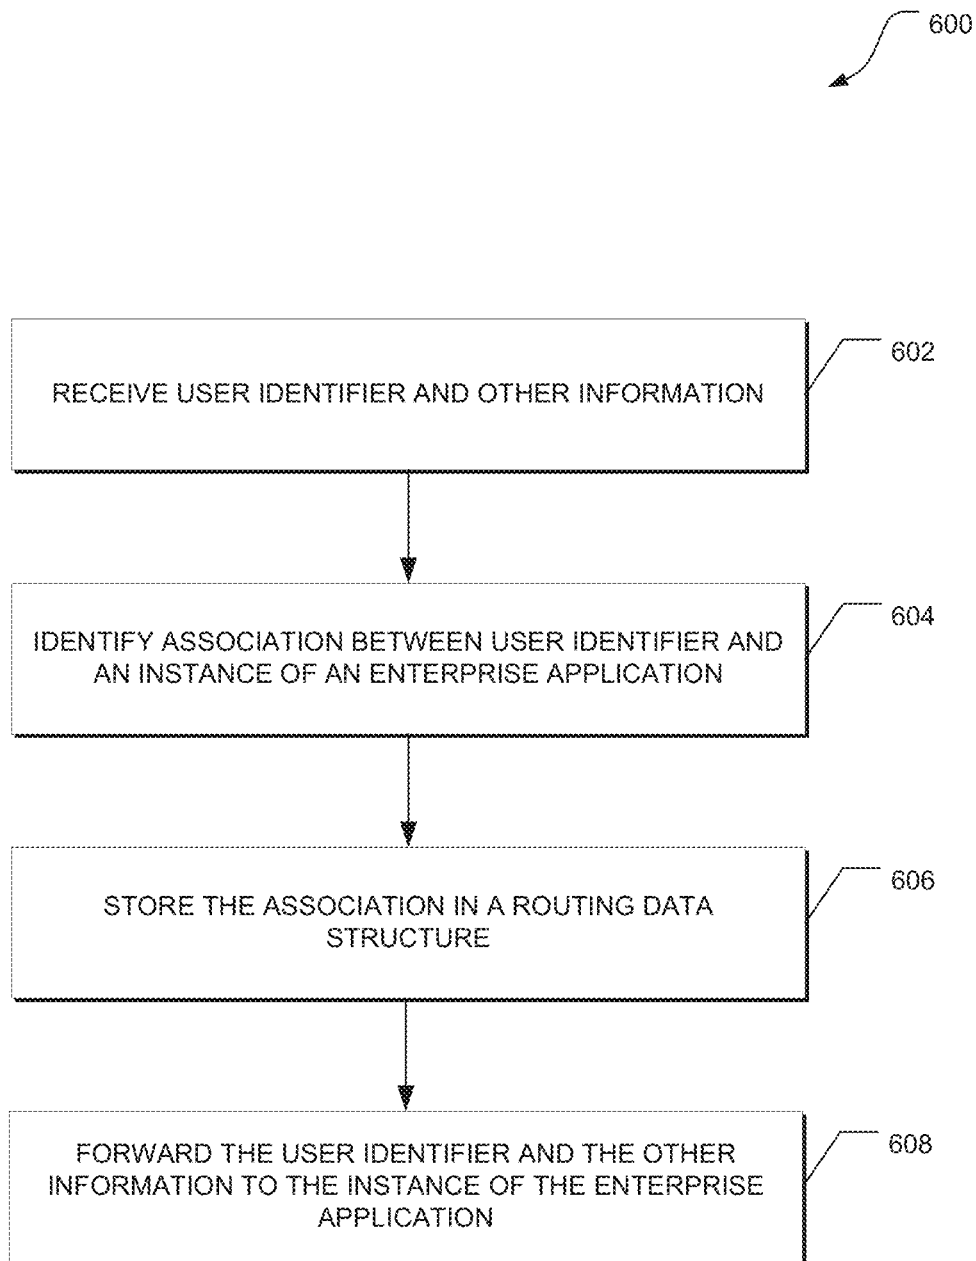 600
RECEIVE USER IDENTIFIER AND OTHER INFORMATION
602
IDENTIFY ASSOCIATION BETWEEN USER IDENTIFIER AND
AN INSTANCE OF AN ENTERPRISE APPLICATION
604
STORE THE ASSOCIATION IN A ROUTING DATA
STRUCTURE
606
FORWARD THE USER IDENTIFIER AND THE OTHER
INFORMATION TO THE INSTANCE OF THE ENTERPRISE
APPLICATION
608